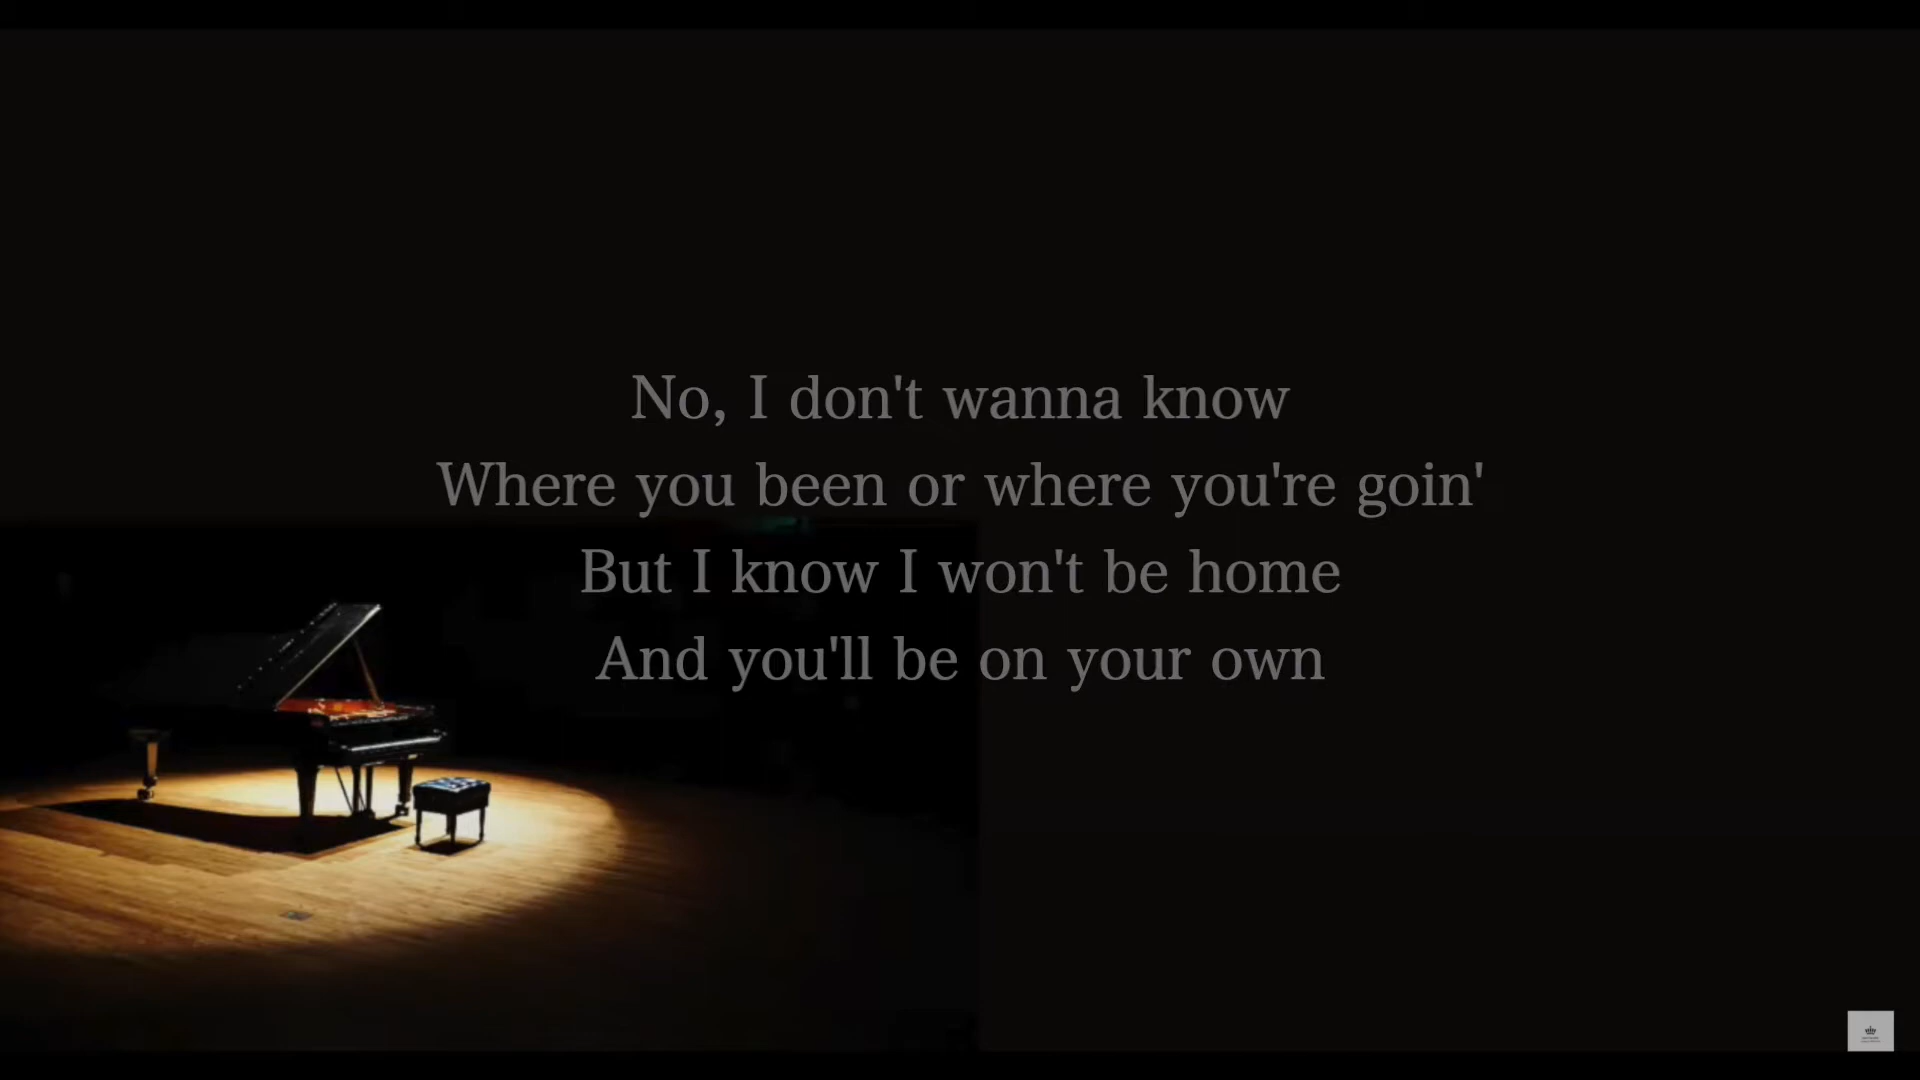 No, I don't wanna know
Where you been or where you're goin'
But I know I won't be home
And you'll be on your own